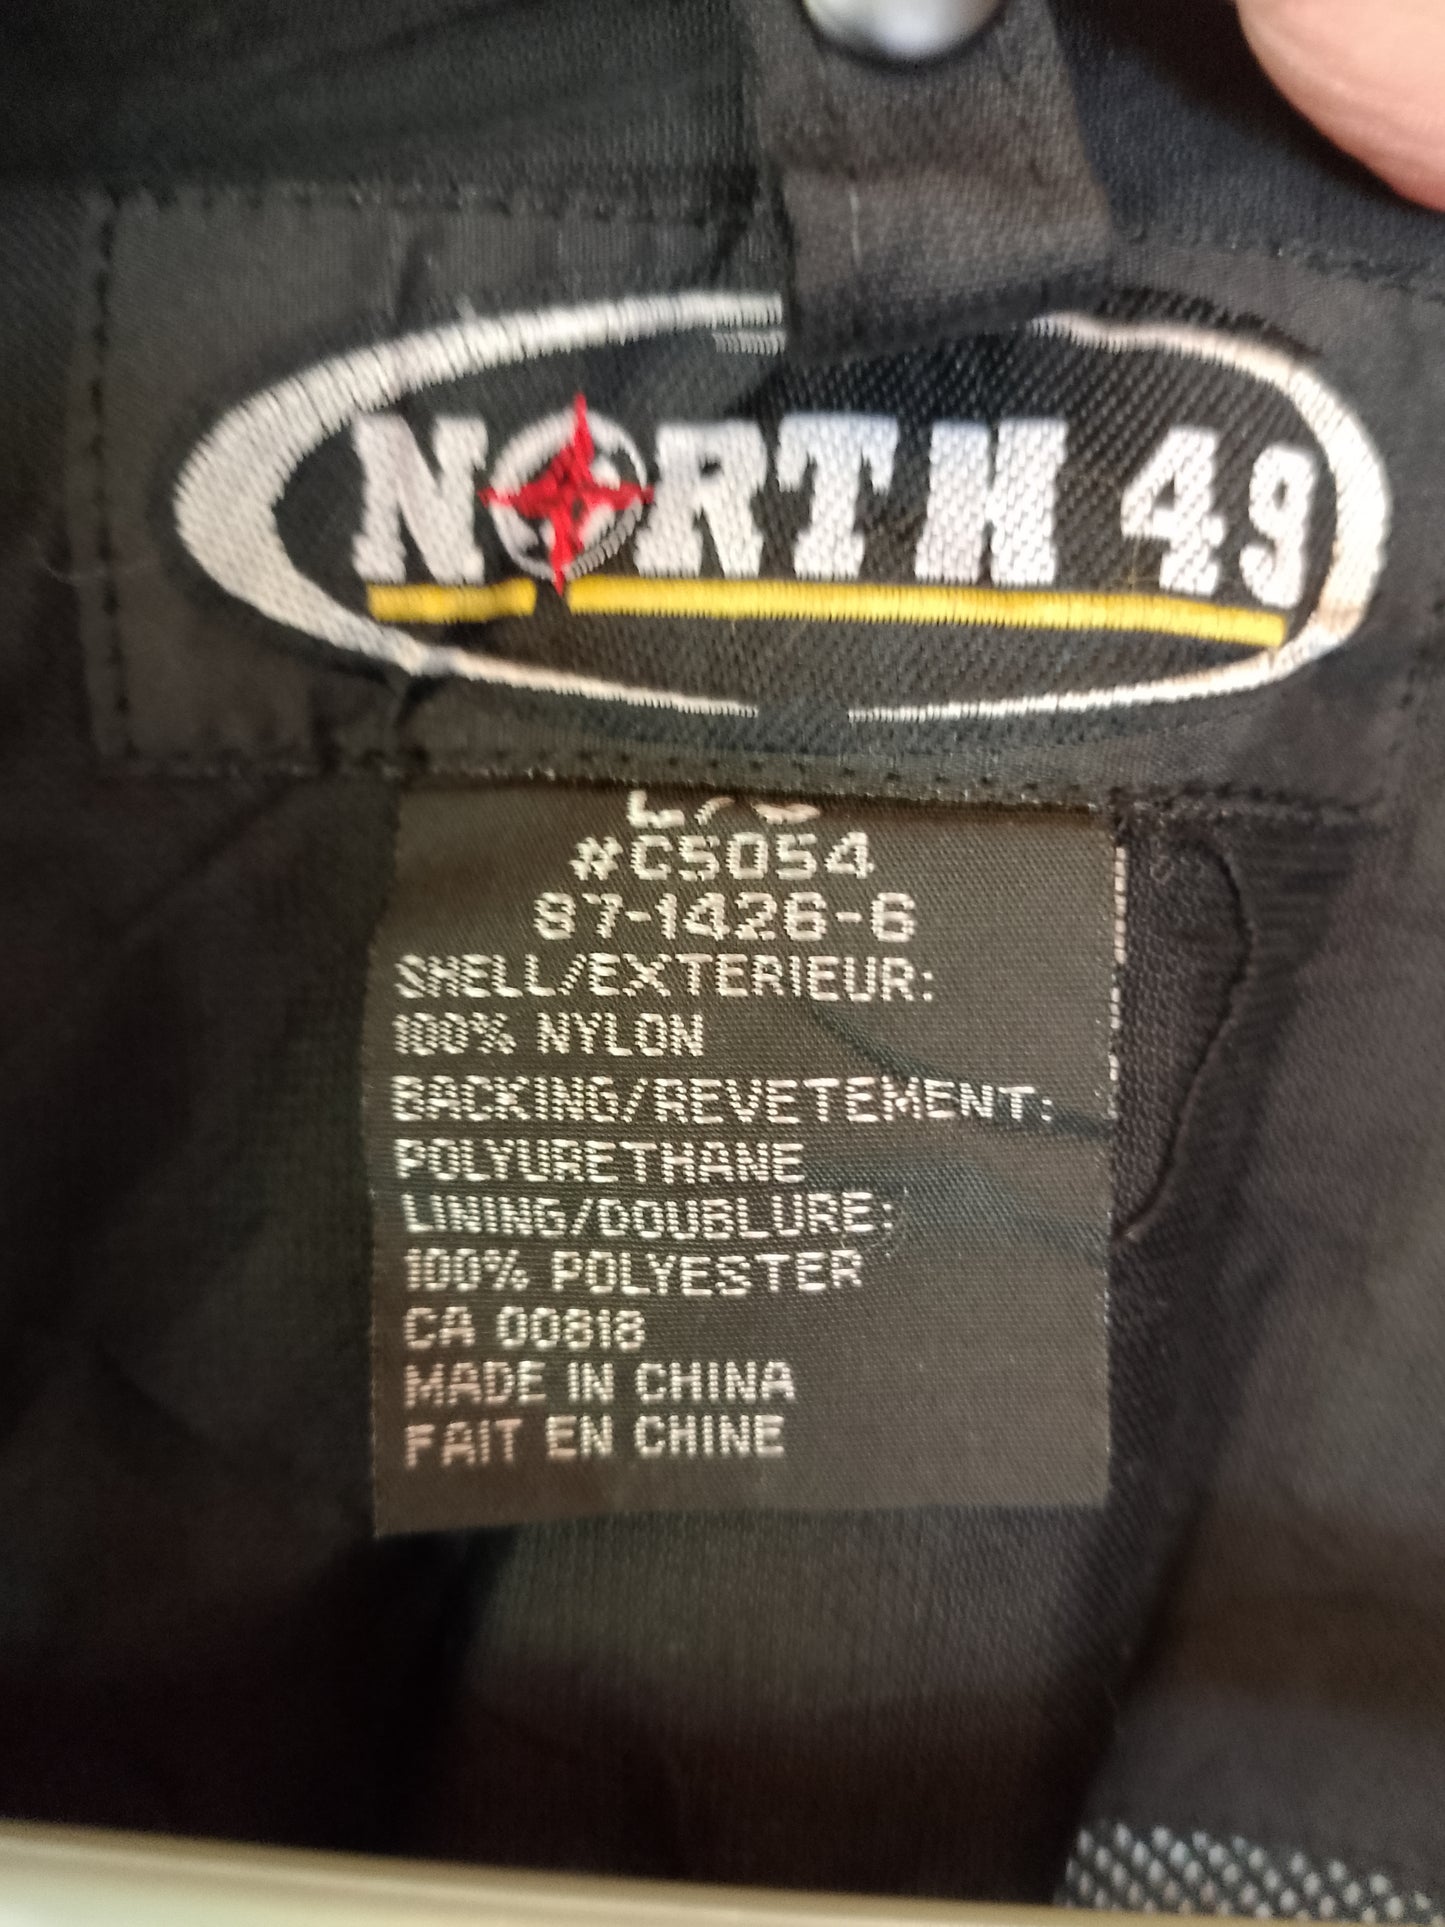 NORTH 49
#C5054
87-1426-6
SHELL/EXTERIEUR:
100% NYLON
BACKING/REVETEMENT:
POLYURETHANE
LINING/DOUBLURE:
100% POLYESTER
CA 00618
MADE IN CHINA
FAIT EN CHINE